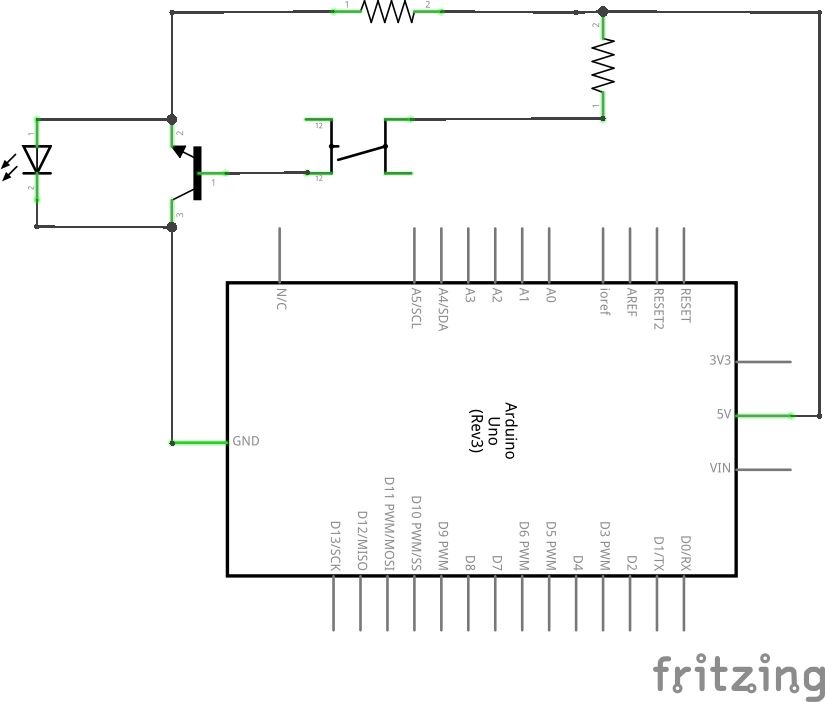 1 2
2
1
12
12
1
2
2
1
3
N/C
A5/SCL
A4/SDA
A3
A2
A1
A0
ioref
AREF
RESET2
RESET
3V3
5V
VIN
GND
Arduino
Uno
(Rev3)
D13/SCK
D12/MISO
D11 PWM/MOSI
D10 PWM/SS
D9 PWM
D8
D7
D6 PWM
D5 PWM
D4
D3 PWM
D2
D1/TX
D0/RX
fritzing